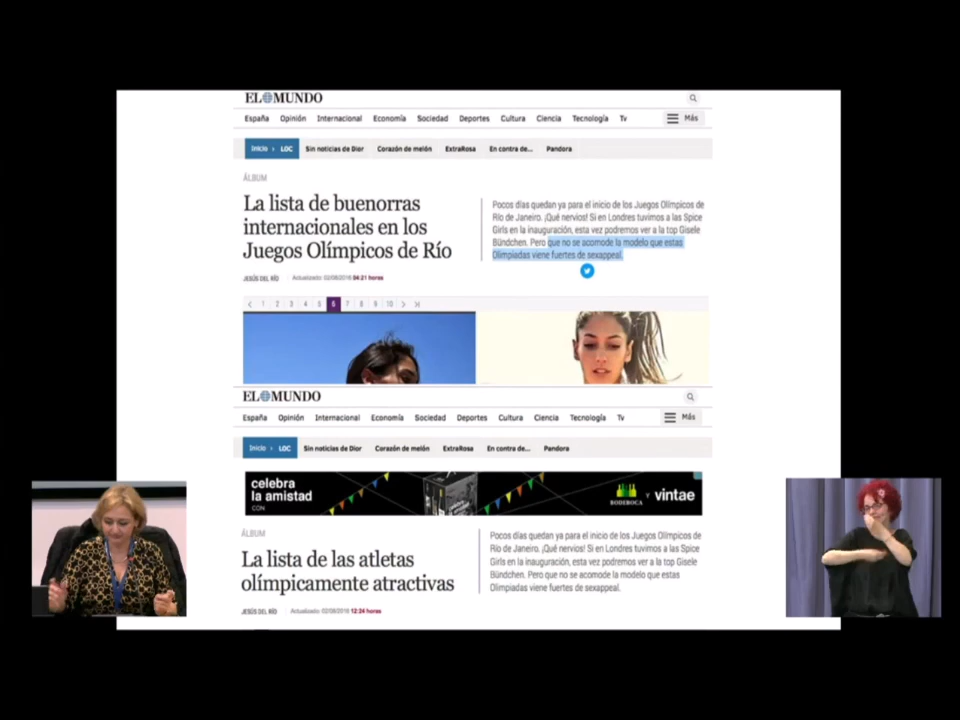 EL MUNDO
España Opinión Internacional Economía Sociedad Deportes Cultura Ciencia Tecnología Tv Más
Inicio › LOC Sin noticias de Dior Corazón de melón ExtraRosa En contra de... Pandora
ÁLBUM
La lista de buenorras
internacionales en los
Juegos Olímpicos de Río
JESÚS DEL RÍO Actualizado: 02/08/2016 04:21 horas
Pocos días quedan ya para el inicio de los Juegos Olímpicos de
Río de Janeiro. ¡Qué nervios! Si en Londres tuvimos a las Spice
Girls en la inauguración, esta vez podremos ver a la top Gisele
Bündchen. Pero que no se acomode la modelo que estas
Olimpiadas viene fuertes de sexappeal.
1 2 3 4 5 6 7 8 9 10
EL MUNDO
España Opinión Internacional Economía Sociedad Deportes Cultura Ciencia Tecnología Tv Más
Inicio › LOC Sin noticias de Dior Corazón de melón ExtraRosa En contra de... Pandora
celebra
la amistad
CON
BODEBOCA Y vintae
ÁLBUM
La lista de las atletas
olímpicamente atractivas
JESÚS DEL RÍO Actualizado: 02/08/2016 12:24 horas
Pocos días quedan ya para el inicio de los Juegos Olímpicos de
Río de Janeiro. ¡Qué nervios! Si en Londres tuvimos a las Spice
Girls en la inauguración, esta vez podremos ver a la top Gisele
Bündchen. Pero que no se acomode la modelo que estas
Olimpiadas viene fuertes de sexappeal.